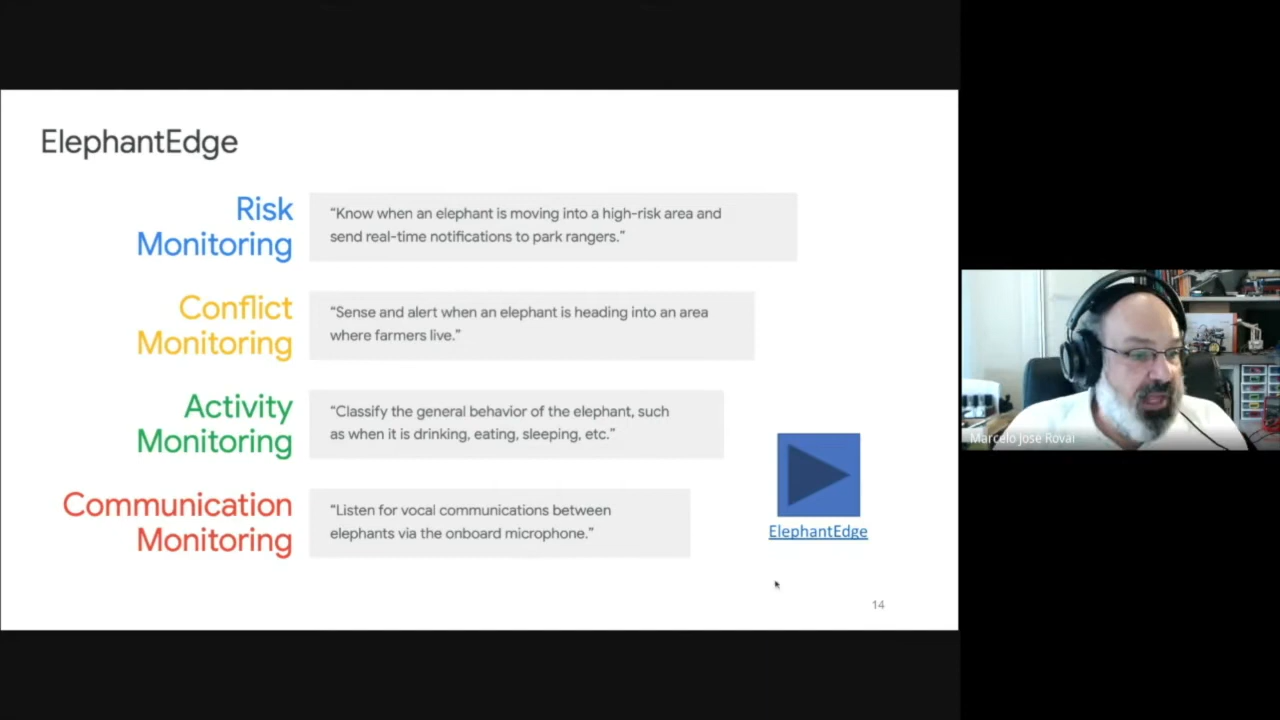 ElephantEdge
Risk
Monitoring
“Know when an elephant is moving into a high-risk area and
send real-time notifications to park rangers.”
Conflict
Monitoring
“Sense and alert when an elephant is heading into an area
where farmers live.”
Activity
Monitoring
“Classify the general behavior of the elephant, such
as when it is drinking, eating, sleeping, etc.”
Communication
Monitoring
“Listen for vocal communications between
elephants via the onboard microphone.”
ElephantEdge
14
Marcelo Jose Rovai